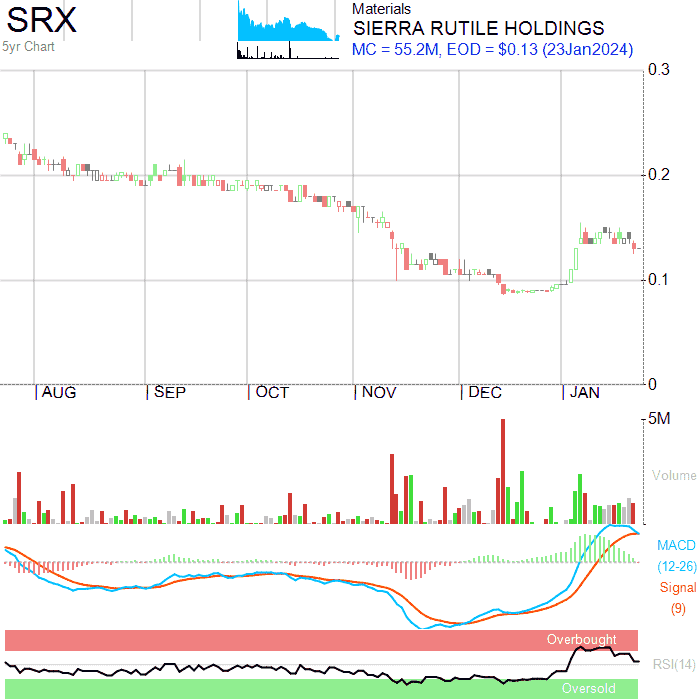 SRX
5yr Chart
Materials
SIERRA RUTILE HOLDINGS
MC = 55.2M, EOD = $0.13 (23Jan2024)
0.3
0.2
0.1
0
AUG SEP OCT NOV DEC JAN
5M
Volume
MACD
(12-26)
Signal
(9)
Overbought
RSI(14)
Oversold